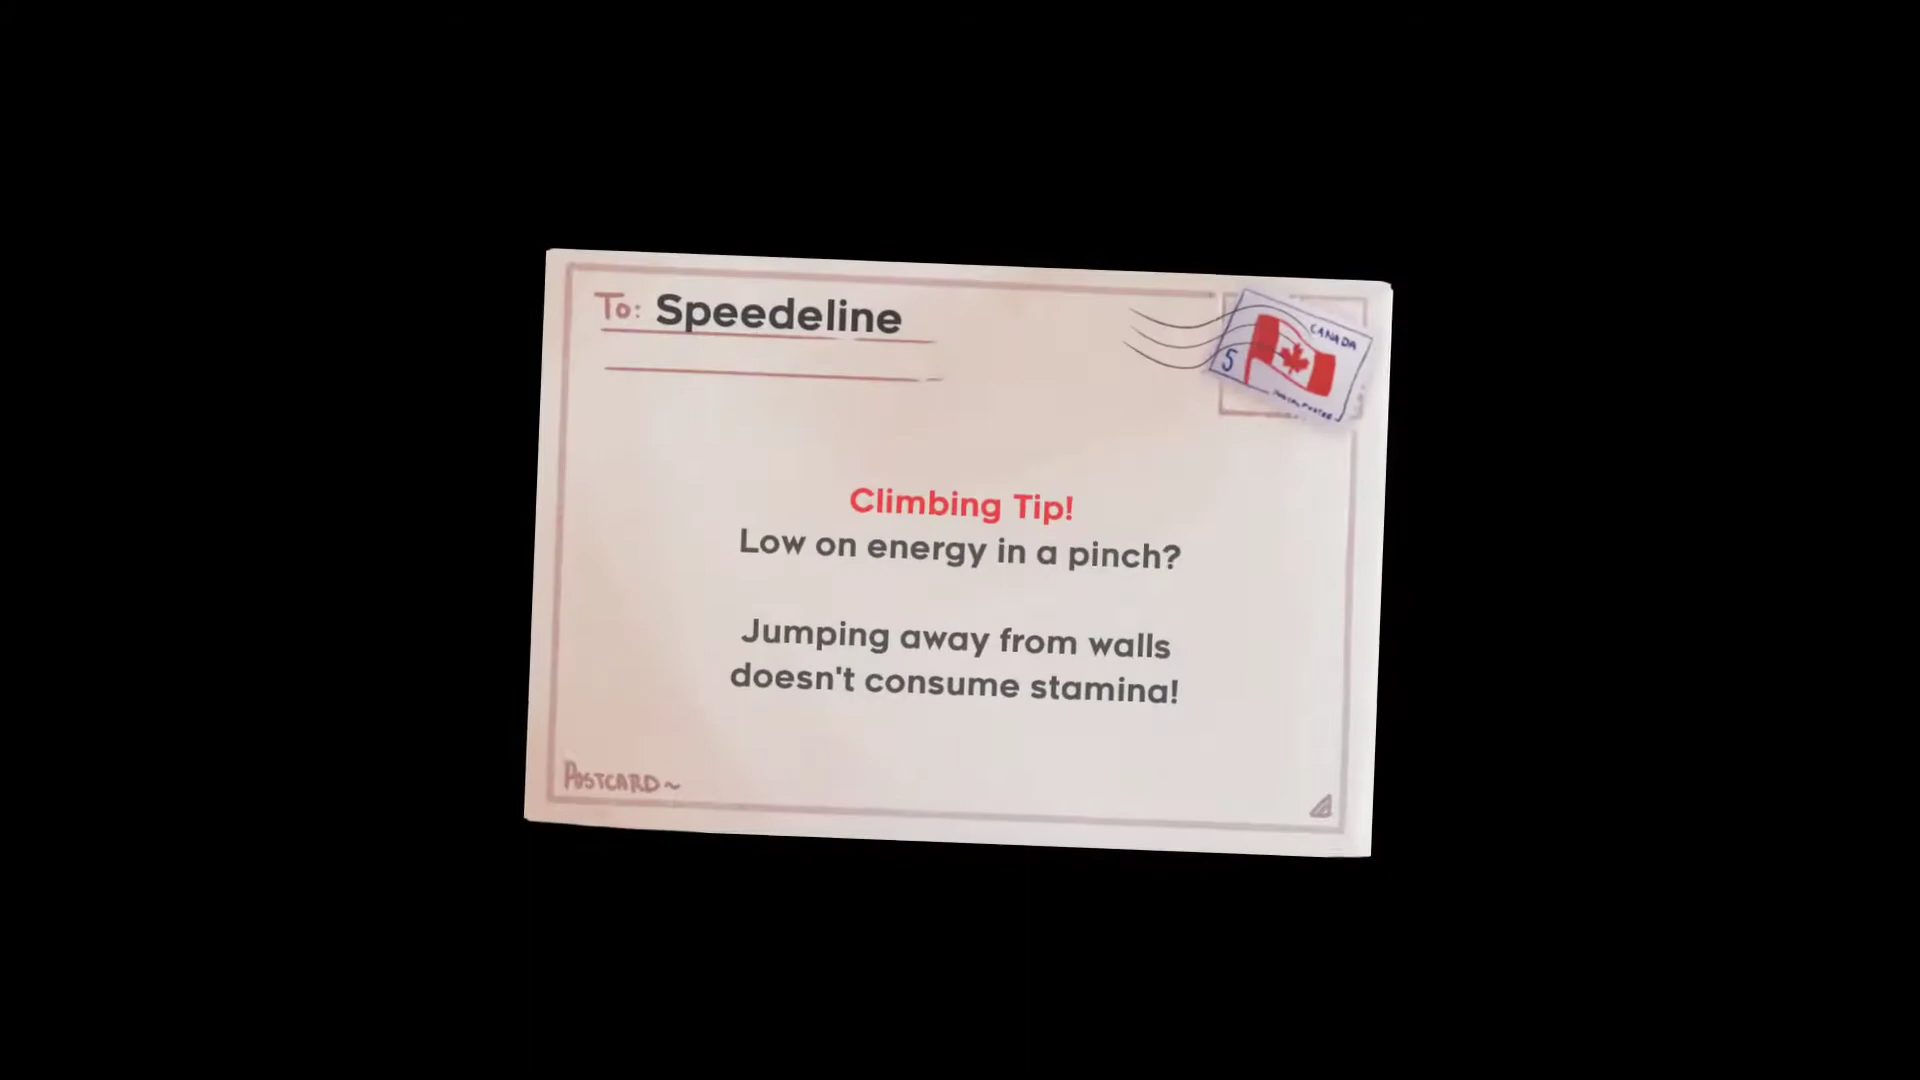 To: Speedeline
CANADA
5
Climbing Tip!
Low on energy in a pinch?
Jumping away from walls
doesn't consume stamina!
POSTCARD~